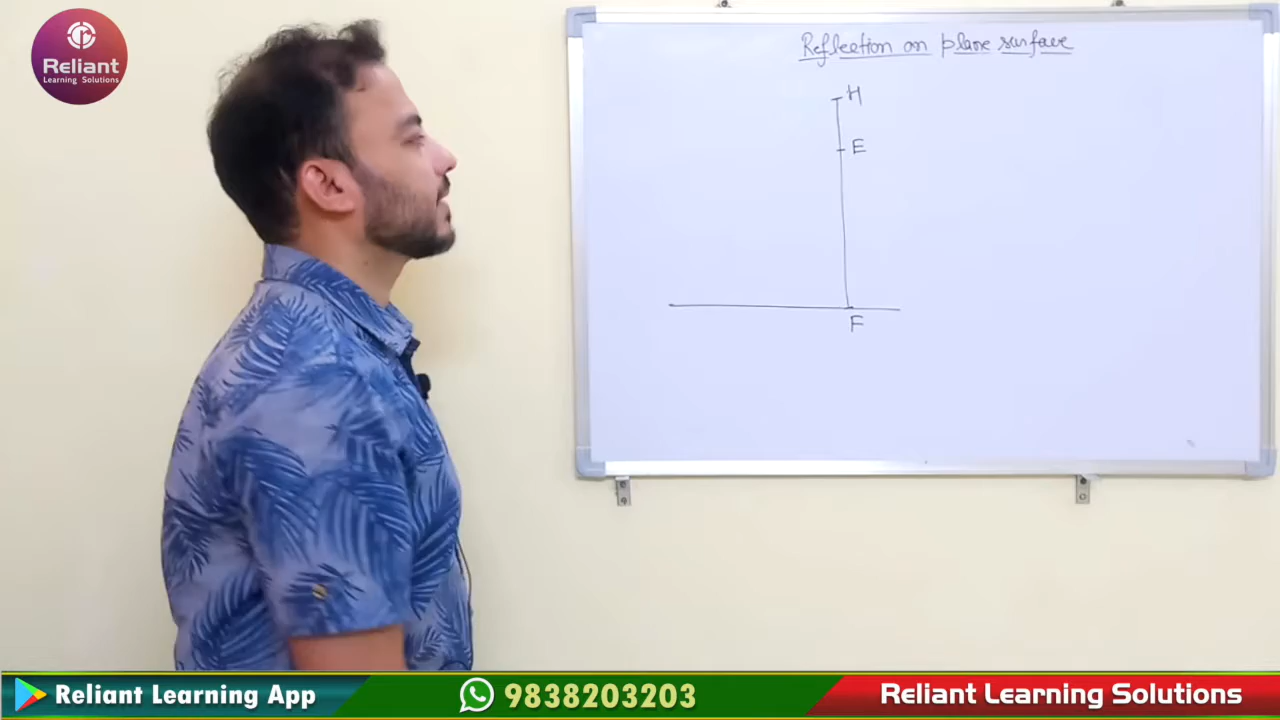 Reliant
Learning Solutions
Reflection on plane surface
H
E
F
Reliant Learning App
9838203203
Reliant Learning Solutions